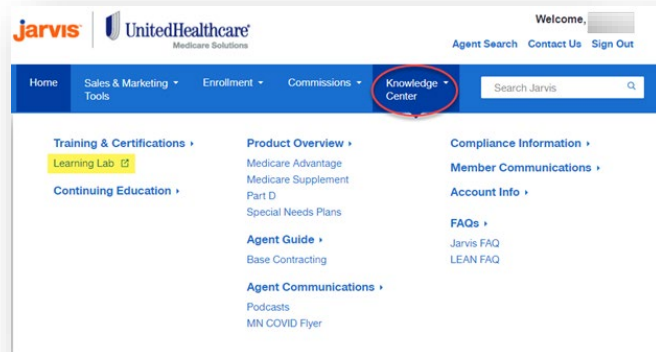 jarvis
UnitedHealthcare®
Medicare Solutions
Welcome,
Agent Search Contact Us Sign Out
Home
Sales & Marketing Tools
Enrollment
Commissions
Knowledge Center
Search Jarvis
Training & Certifications
Learning Lab
Continuing Education
Product Overview
Medicare Advantage
Medicare Supplement
Part D
Special Needs Plans
Agent Guide
Base Contracting
Agent Communications
Podcasts
MN COVID Flyer
Compliance Information
Member Communications
Account Info
FAQs
Jarvis FAQ
LEAN FAQ